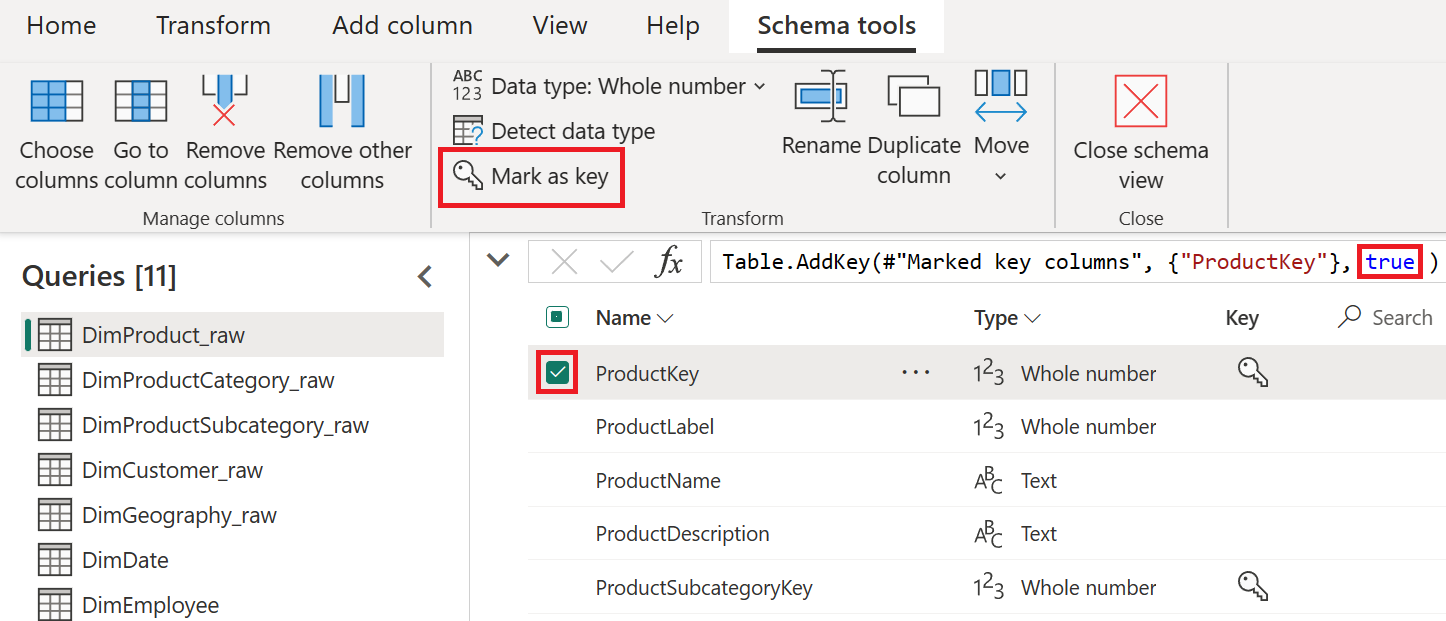 Home Transform Add column View Help Schema tools
Choose columns
Go to column
Remove columns
Remove other columns
Manage columns
ABC 123 Data type: Whole number
Detect data type
Mark as key
Rename
Duplicate column
Move
Transform
Close schema view
Close
Queries [11]
DimProduct_raw
DimProductCategory_raw
DimProductSubcategory_raw
DimCustomer_raw
DimGeography_raw
DimDate
DimEmployee
fx Table.AddKey(#"Marked key columns", {"ProductKey"}, true )
Name Type Key Search
ProductKey ··· 123 Whole number
ProductLabel 123 Whole number
ProductName ABC Text
ProductDescription ABC Text
ProductSubcategoryKey 123 Whole number